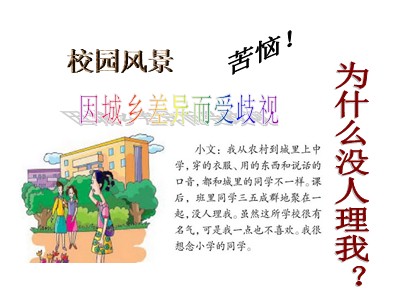 校园风景
苦恼！
因城乡差异而受歧视
为什么没人理我？
小文：我从农村到城里上中
学，穿的衣服、用的东西和说话的
口音，都和城里的同学不一样。课
后，班里同学三五成群地聚在一
起，没人理我。虽然这所学校很有
名气，可是我一点也不喜欢。我很
想念小学的同学。